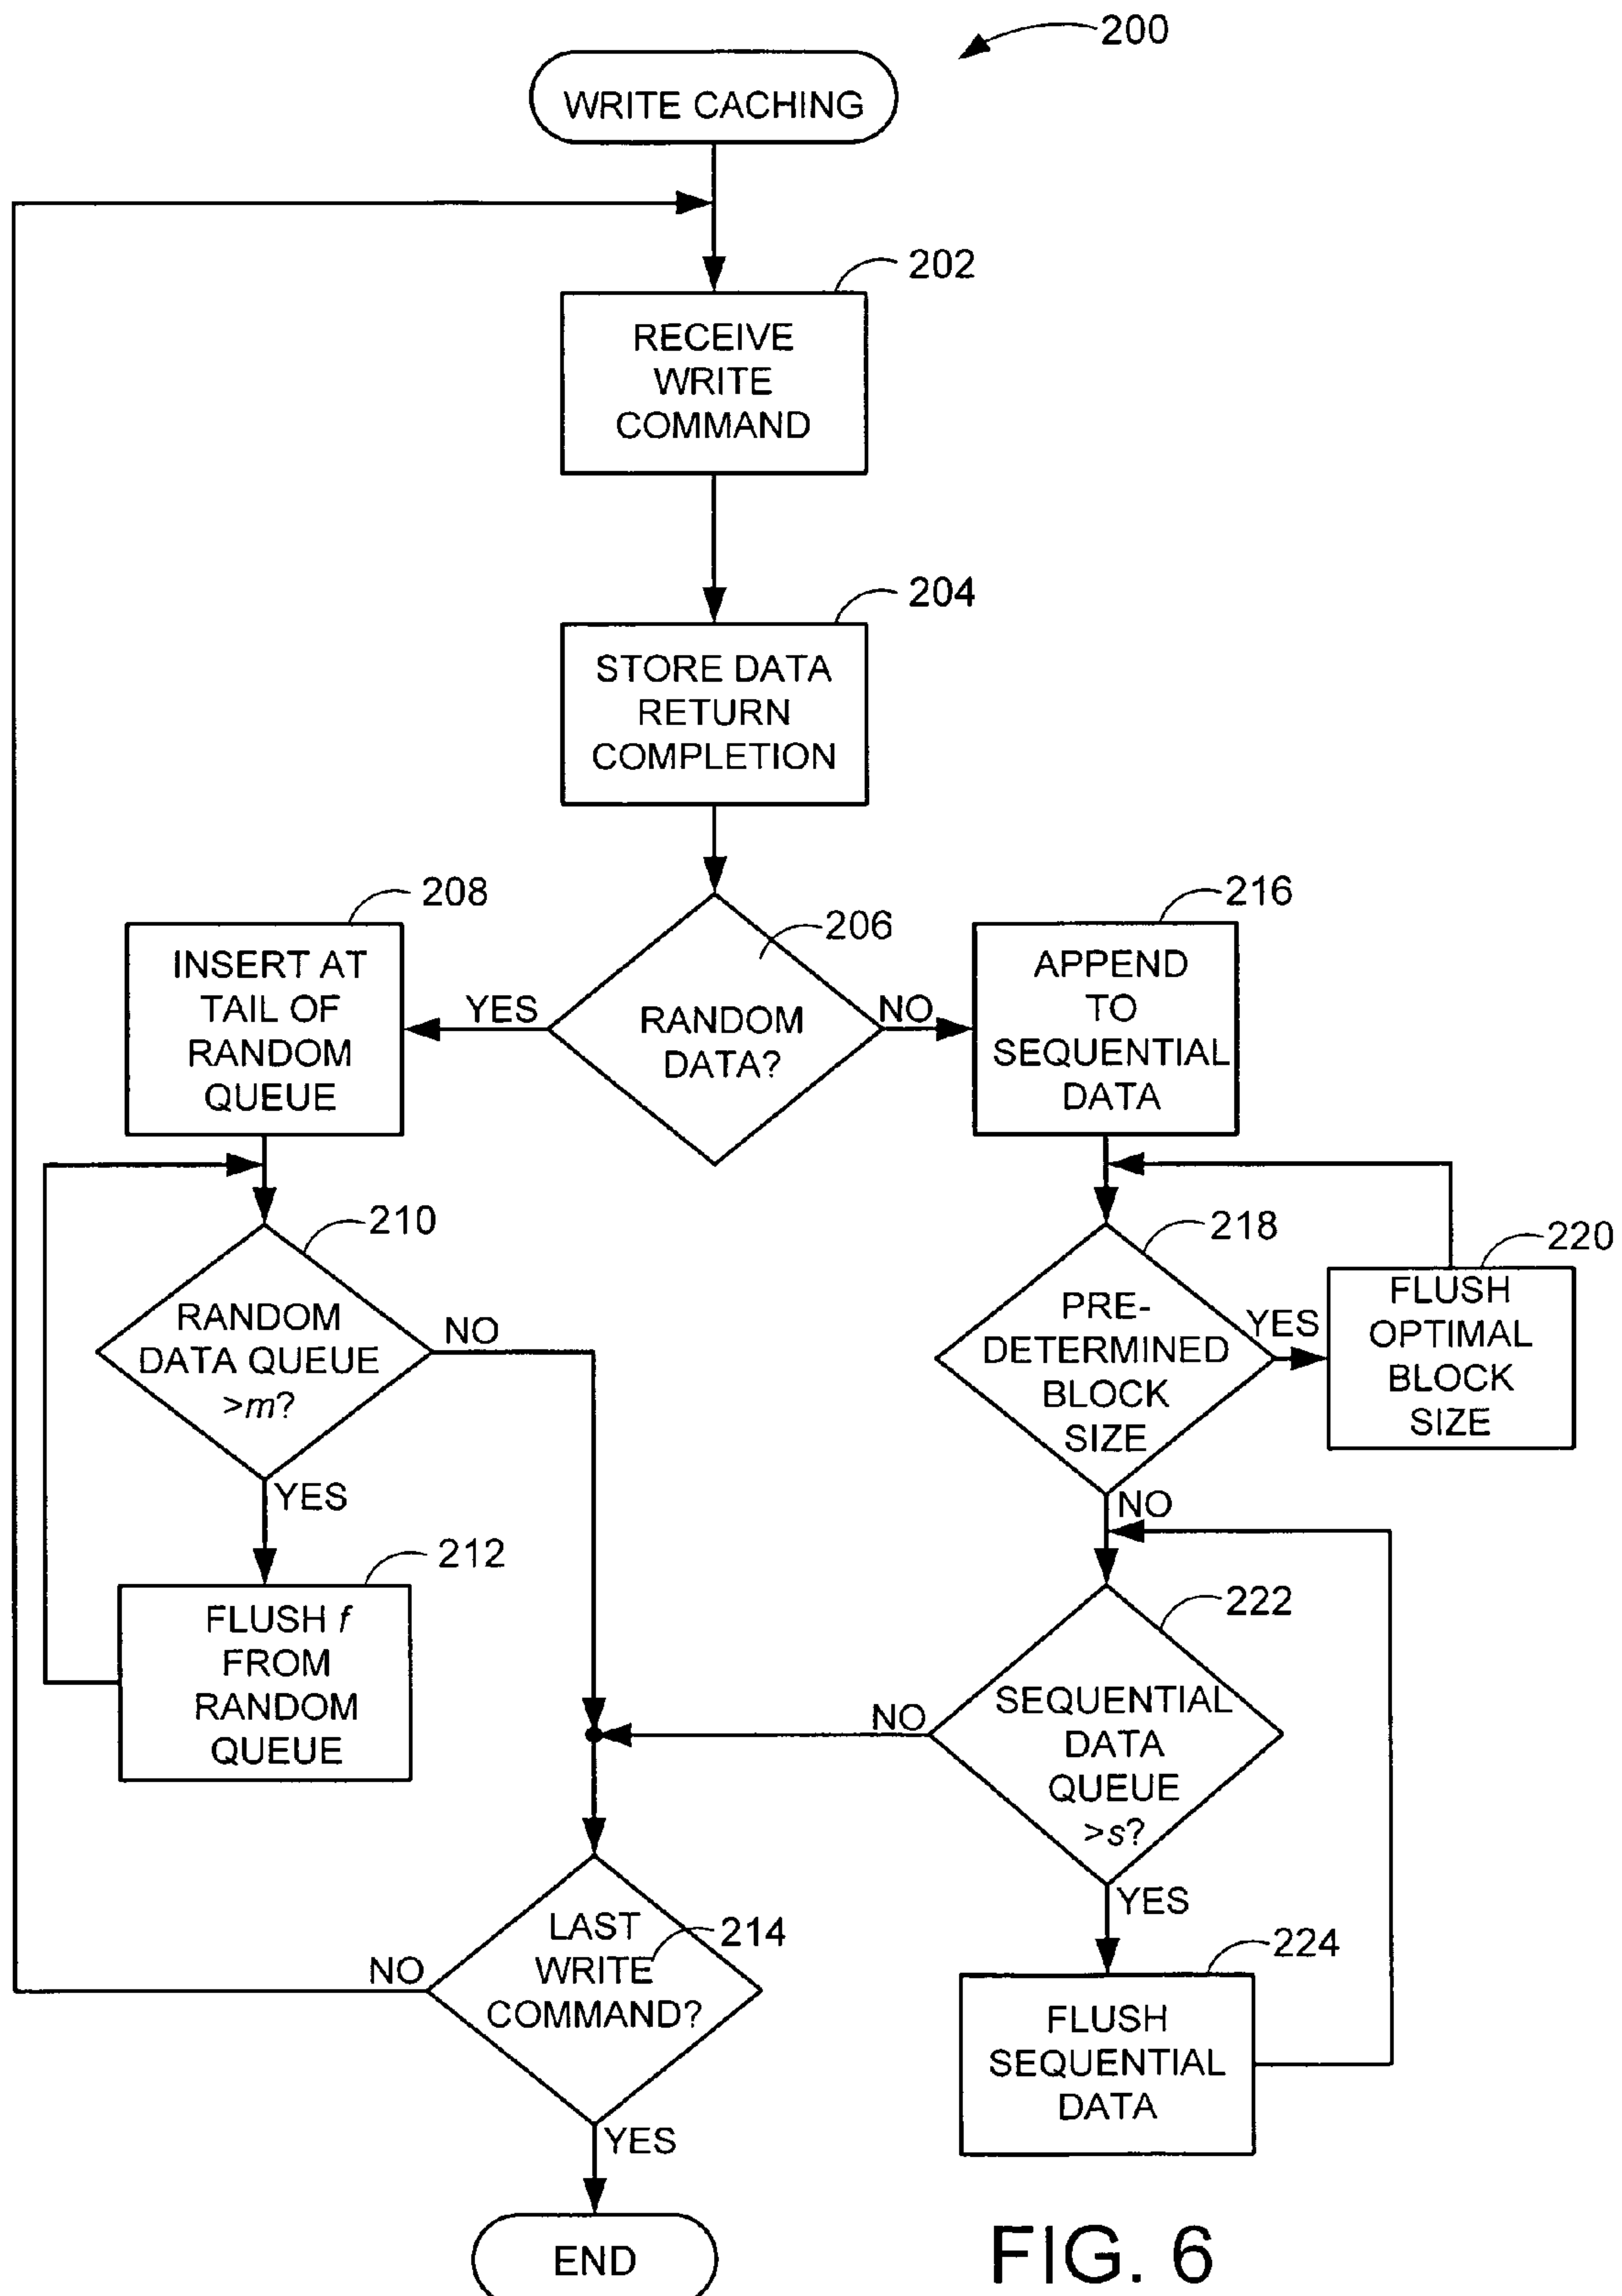 200
WRITE CACHING
202
RECEIVE
WRITE
COMMAND
204
STORE DATA
RETURN
COMPLETION
208
INSERT AT
TAIL OF
RANDOM
QUEUE
YES
206
RANDOM
DATA?
NO
216
APPEND
TO
SEQUENTIAL
DATA
210
RANDOM
DATA QUEUE
>m?
NO
YES
212
FLUSH f
FROM
RANDOM
QUEUE
218
PRE-
DETERMINED
BLOCK
SIZE
YES
220
FLUSH
OPTIMAL
BLOCK
SIZE
NO
222
SEQUENTIAL
DATA
QUEUE
>s?
NO
YES
224
FLUSH
SEQUENTIAL
DATA
214
LAST
WRITE
COMMAND?
NO
YES
END
FIG. 6